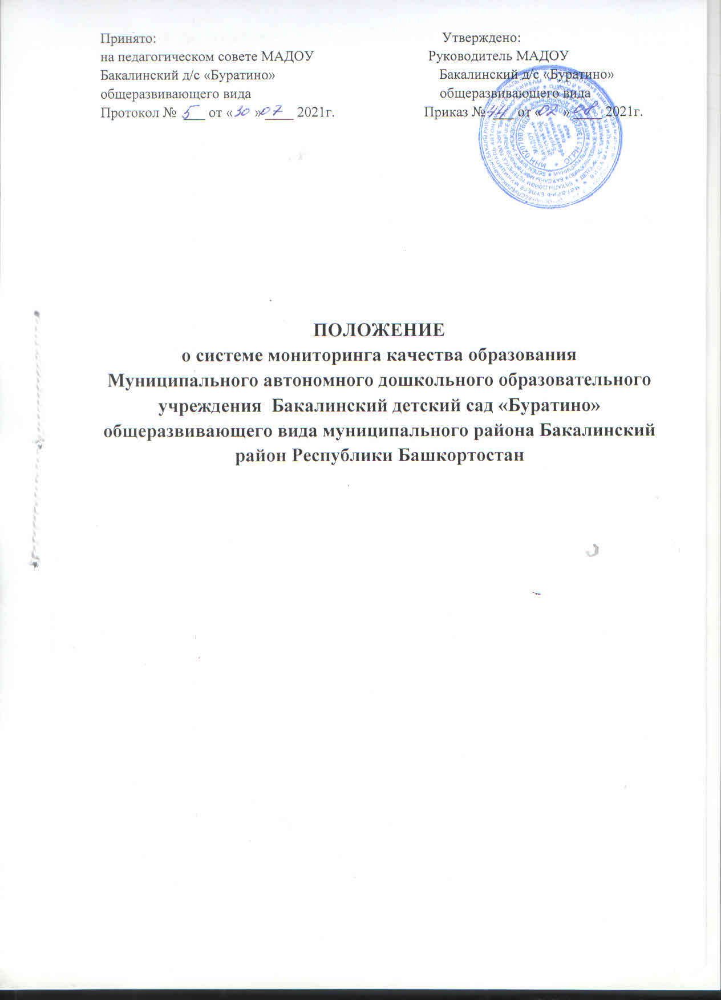 Принято:
на педагогическом совете МАДОУ
Бакалинский д/с «Буратино»
общеразвивающего вида
Протокол № 5 от «30» 07 2021г.
Утверждено:
Руководитель МАДОУ
Бакалинский д/с «Буратино»
общеразвивающего вида
Приказ № 44 от «02» 08 2021г.
ПОЛОЖЕНИЕ
о системе мониторинга качества образования
Муниципального автономного дошкольного образовательного
учреждения Бакалинский детский сад «Буратино»
общеразвивающего вида муниципального района Бакалинский
район Республики Башкортостан